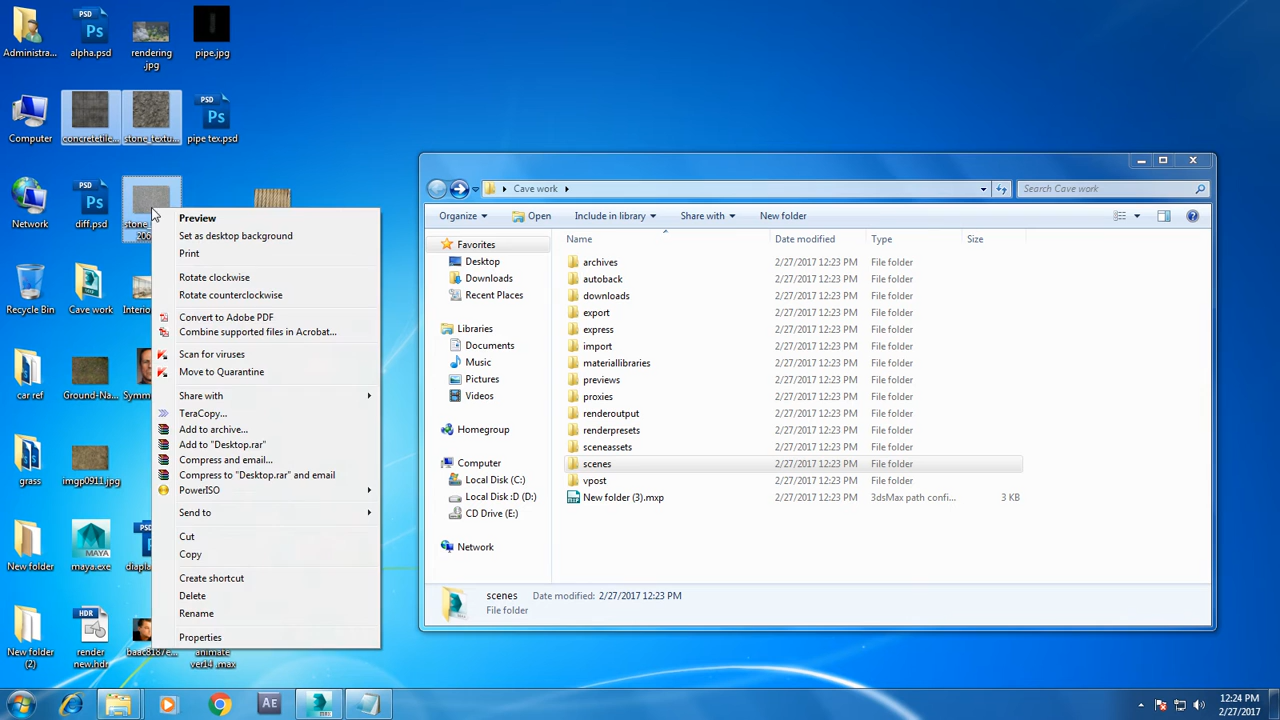 Administra...
alpha.psd
rendering
.jpg
pipe.jpg
Computer
concretetile...
stone_textu...
pipe tex.psd
Network
diff.psd
Recycle Bin
Cave work
car ref
Ground-Na...
grass
imgp0911.jpg
New folder
maya.exe
New folder
(2)
HDR
render
new.hdr
animate
ver14 .max
Preview
Set as desktop background
Print
Rotate clockwise
Rotate counterclockwise
Convert to Adobe PDF
Combine supported files in Acrobat...
Scan for viruses
Move to Quarantine
Share with
TeraCopy...
Add to archive...
Add to "Desktop.rar"
Compress and email...
Compress to "Desktop.rar" and email
PowerISO
Send to
Cut
Copy
Create shortcut
Delete
Rename
Properties
Cave work
Search Cave work
Organize
Open
Include in library
Share with
New folder
Favorites
Desktop
Downloads
Recent Places
Libraries
Documents
Music
Pictures
Videos
Homegroup
Computer
Local Disk (C:)
Local Disk :D (D:)
CD Drive (E:)
Network
Name Date modified Type Size
archives 2/27/2017 12:23 PM File folder
autoback 2/27/2017 12:23 PM File folder
downloads 2/27/2017 12:23 PM File folder
export 2/27/2017 12:23 PM File folder
express 2/27/2017 12:23 PM File folder
import 2/27/2017 12:23 PM File folder
materiallibraries 2/27/2017 12:23 PM File folder
previews 2/27/2017 12:23 PM File folder
proxies 2/27/2017 12:23 PM File folder
renderoutput 2/27/2017 12:23 PM File folder
renderpresets 2/27/2017 12:23 PM File folder
sceneassets 2/27/2017 12:23 PM File folder
scenes 2/27/2017 12:23 PM File folder
vpost 2/27/2017 12:23 PM File folder
New folder (3).mxp 2/27/2017 12:23 PM 3dsMax path confi... 3 KB
scenes Date modified: 2/27/2017 12:23 PM
File folder
12:24 PM
2/27/2017